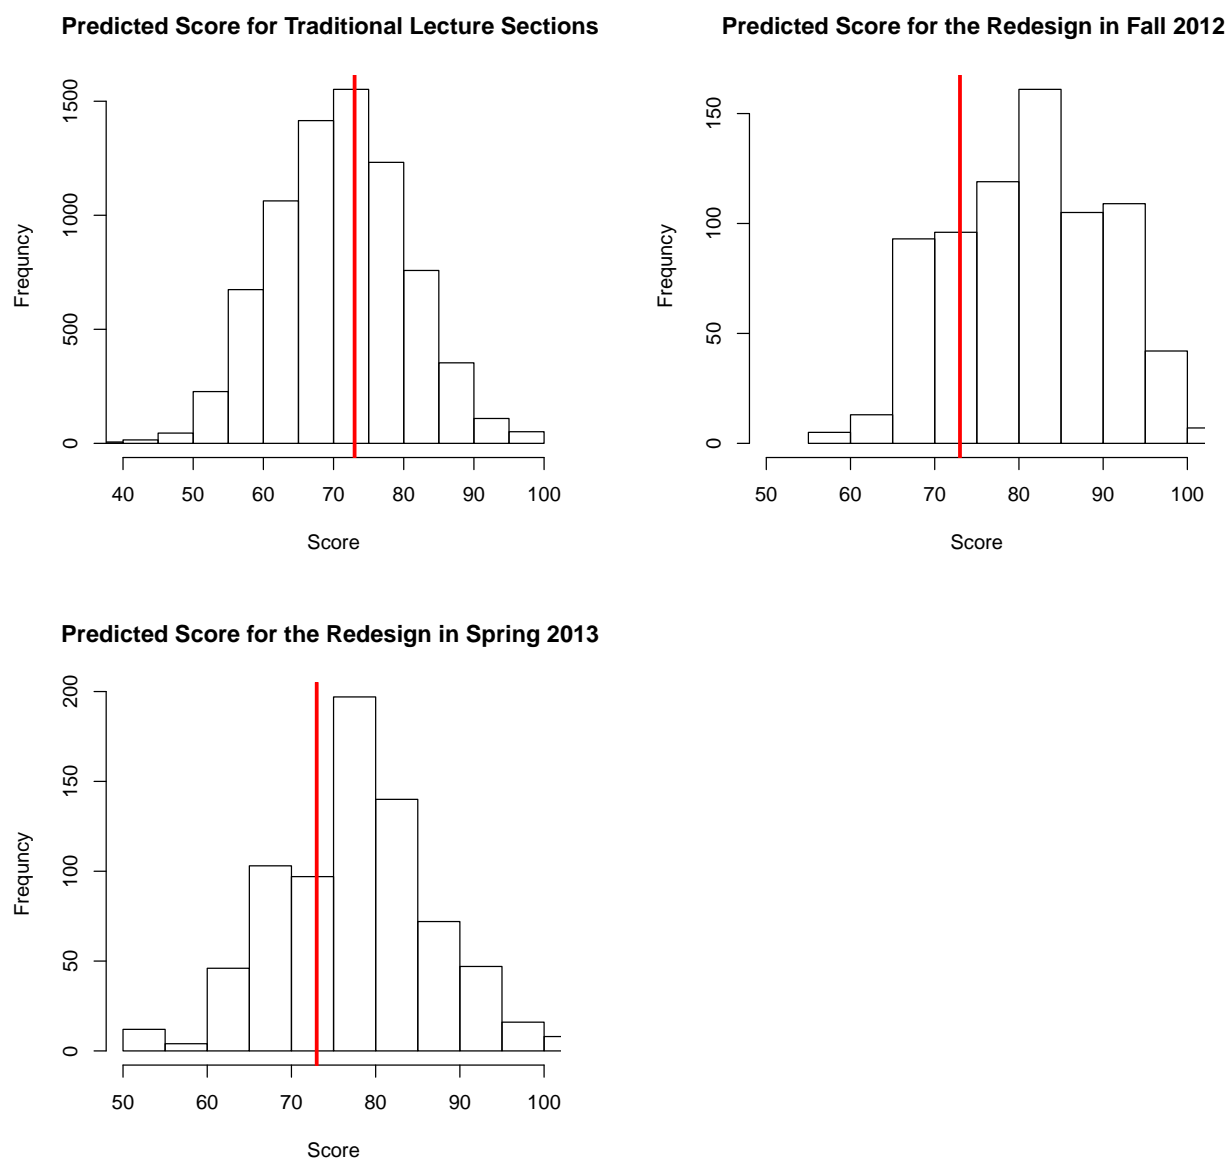 Predicted Score for Traditional Lecture Sections
Frequncy
1500
1000
500
0
40 50 60 70 80 90 100
Score
Predicted Score for the Redesign in Fall 2012
Frequncy
150
100
50
0
50 60 70 80 90 100
Score
Predicted Score for the Redesign in Spring 2013
Frequncy
200
150
100
50
0
50 60 70 80 90 100
Score